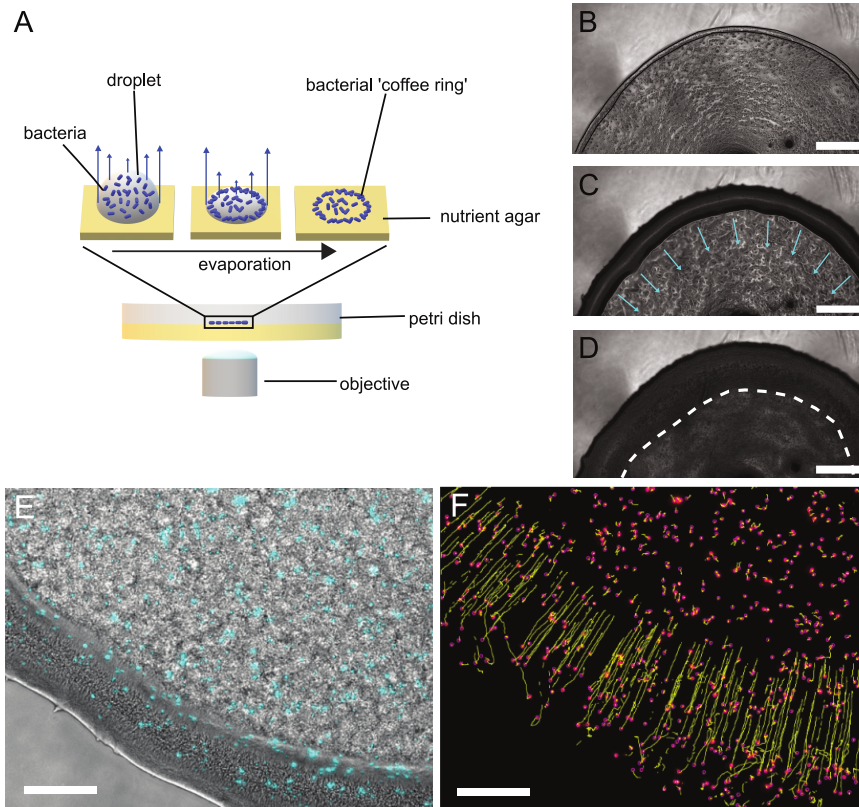 A
droplet
bacterial 'coffee ring'
bacteria
nutrient agar
evaporation
petri dish
objective
B
C
D
E
F